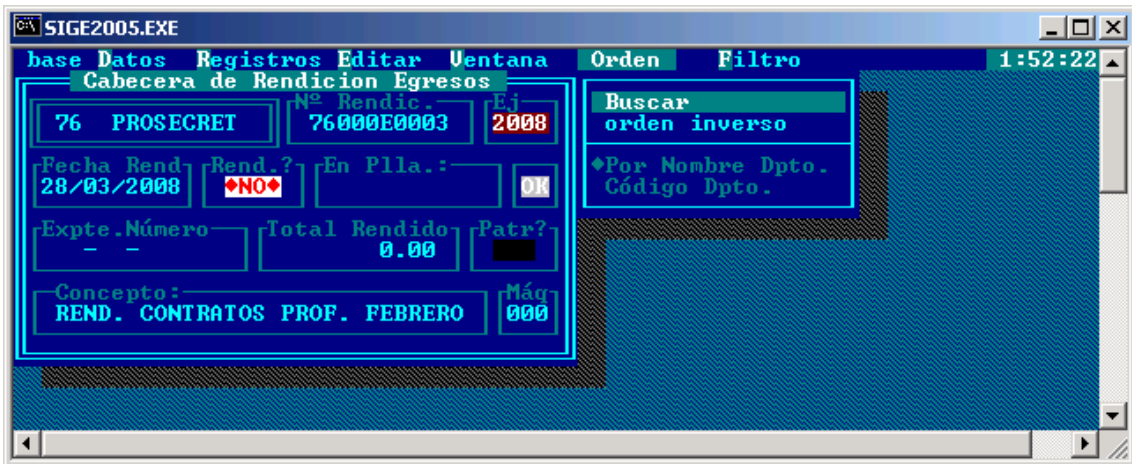 SIGE2005.EXE
base Datos Registros Editar Ventana Orden Filtro 1:52:22
Cabecera de Rendicion Egresos
Nº Rendic. Ej
76 PROSECRET 76000E0003 2008
Fecha Rend Rend.? En Plla.:
28/03/2008 ♦NO♦ OK
Expte.Número Total Rendido Patr?
- - 0.00
Concepto: Máq
REND. CONTRATOS PROF. FEBRERO 000
Buscar
orden inverso
♦Por Nombre Dpto.
Código Dpto.